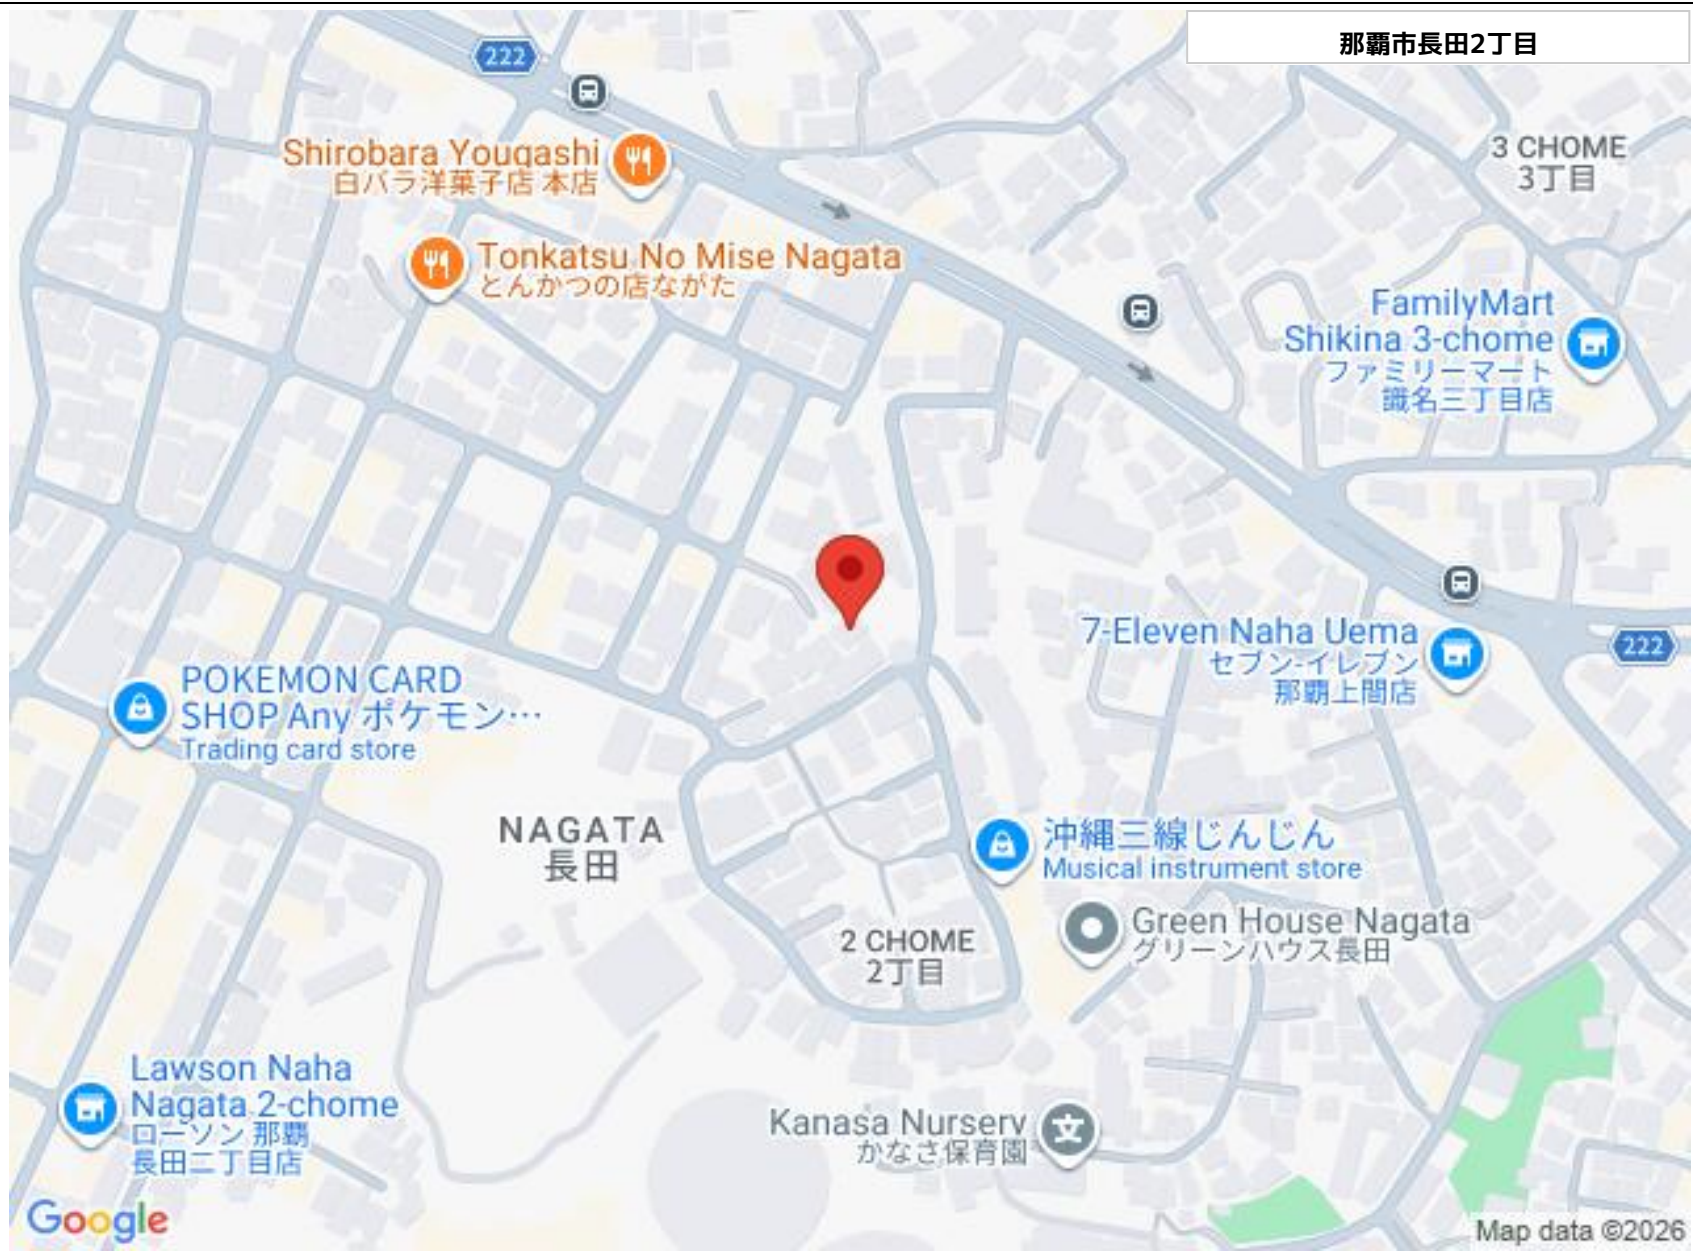 那覇市長田2丁目
222
Shirobara Yougashi
白バラ洋菓子店 本店
Tonkatsu No Mise Nagata
とんかつの店ながた
3 CHOME
3丁目
FamilyMart
Shikina 3-chome
ファミリーマート
識名三丁目店
7-Eleven Naha Uema
セブン-イレブン
那覇上間店
222
POKEMON CARD
SHOP Any ポケモン…
Trading card store
NAGATA
長田
沖縄三線じんじん
Musical instrument store
Green House Nagata
グリーンハウス長田
2 CHOME
2丁目
Lawson Naha
Nagata 2-chome
ローソン 那覇
長田二丁目店
Kanasa Nursery
かなさ保育園
文
Google
Map data ©2026